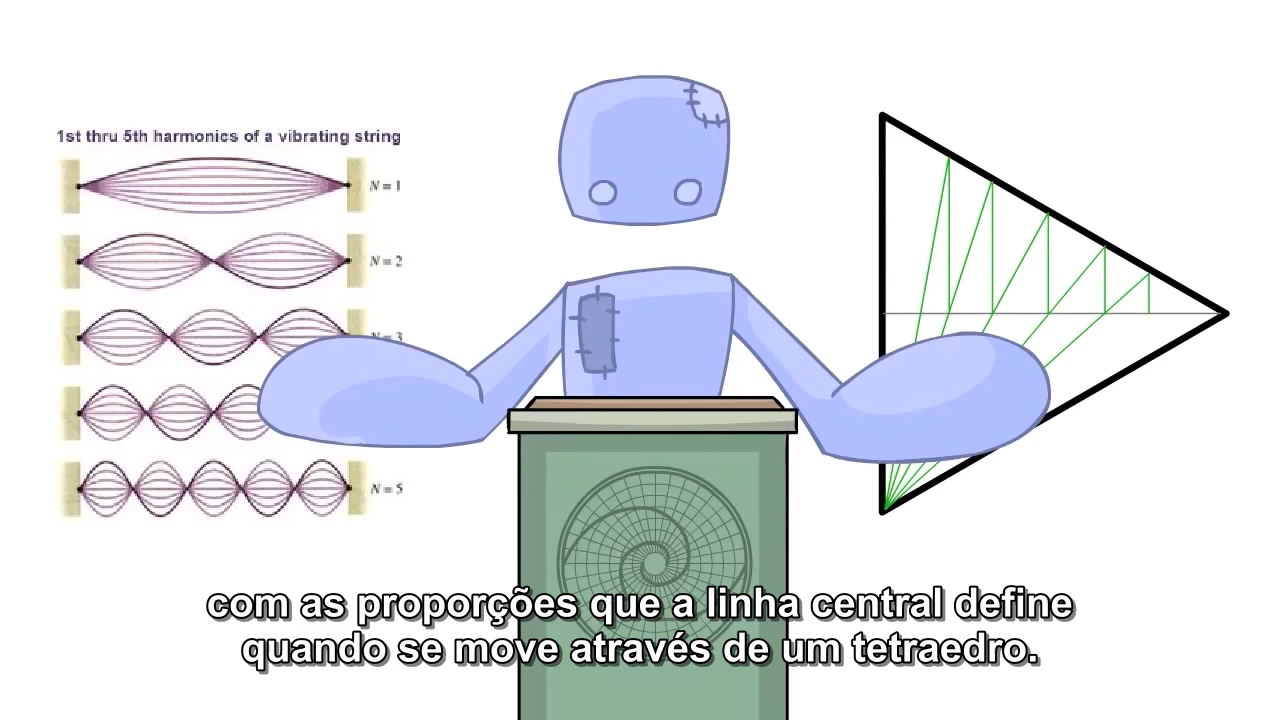 1st thru 5th harmonics of a vibrating string
N = 1
N = 2
N = 3
N = 5
com as proporções que a linha central define
quando se move através de um tetraedro.